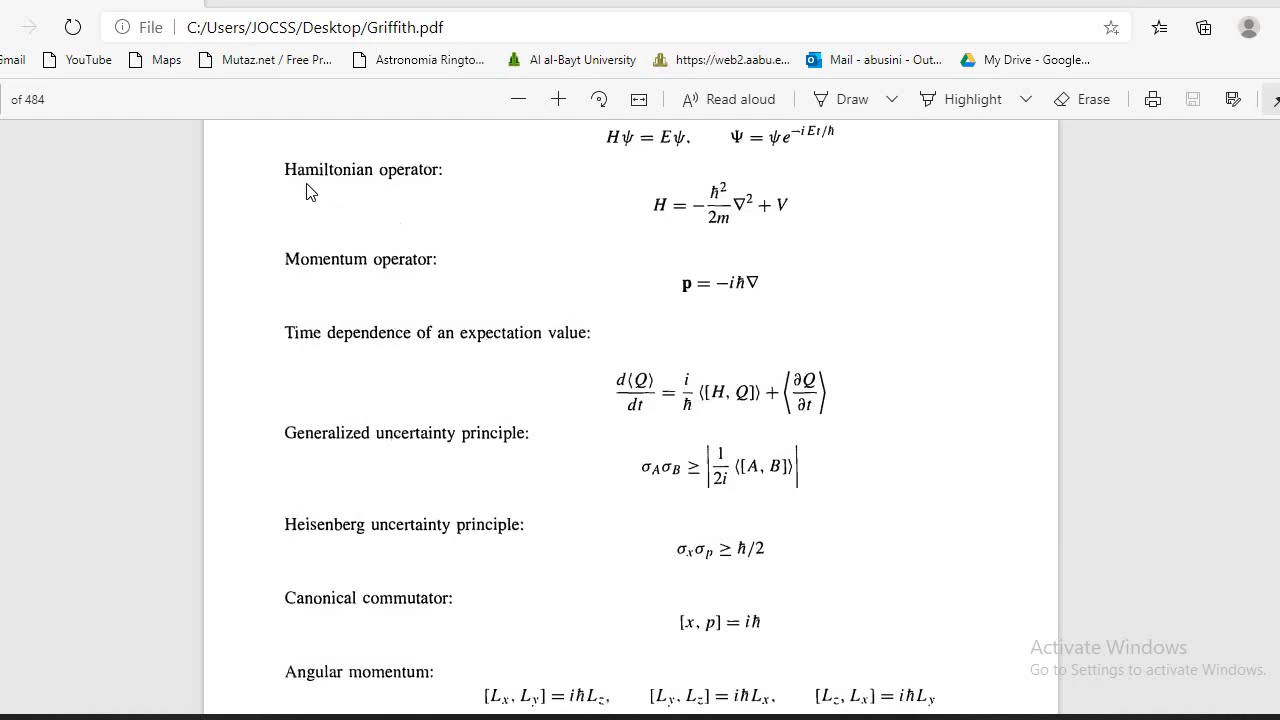 File C:/Users/JOCSS/Desktop/Griffith.pdf
Gmail YouTube Maps Mutaz.net / Free Pr... Astronomia Ringto... Al al-Bayt University https://web2.aabu.e... Mail - abusini - Out... My Drive - Google...
of 484 Read aloud Draw Highlight Erase
Hψ = Eψ, Ψ = ψe^{−iEt/ħ}
Hamiltonian operator:
H = −ħ²/2m ∇² + V
Momentum operator:
p = −iħ∇
Time dependence of an expectation value:
d⟨Q⟩/dt = i/ħ ⟨[H, Q]⟩ + ⟨∂Q/∂t⟩
Generalized uncertainty principle:
σ_Aσ_B ≥ |1/2i ⟨[A, B]⟩|
Heisenberg uncertainty principle:
σ_xσ_p ≥ ħ/2
Canonical commutator:
[x, p] = iħ
Angular momentum:
[L_x, L_y] = iħL_z, [L_y, L_z] = iħL_x, [L_z, L_x] = iħL_y
Activate Windows
Go to Settings to activate Windows.